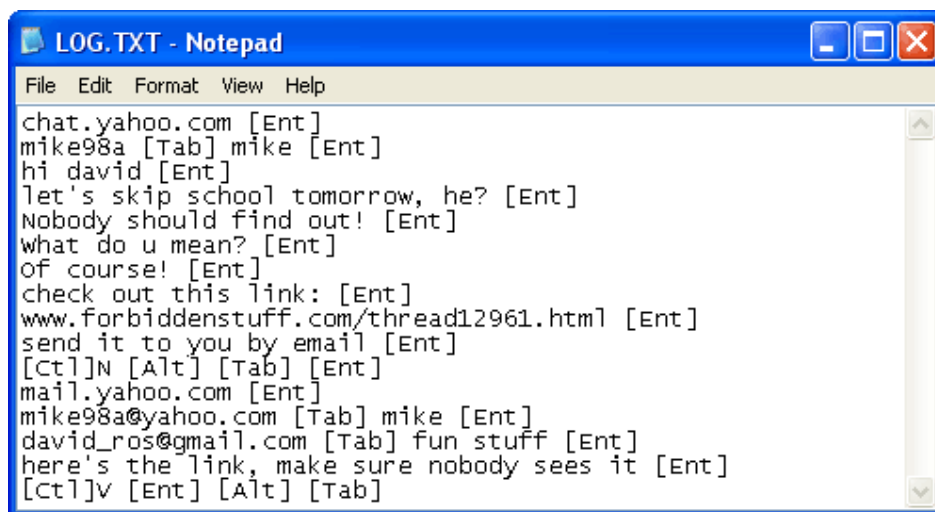 LOG.TXT - Notepad
File Edit Format View Help
chat.yahoo.com [Ent]
mike98a [Tab] mike [Ent]
hi david [Ent]
let's skip school tomorrow, he? [Ent]
Nobody should find out! [Ent]
What do u mean? [Ent]
Of course! [Ent]
check out this link: [Ent]
www.forbiddenstuff.com/thread12961.html [Ent]
send it to you by email [Ent]
[Ctl]N [Alt] [Tab] [Ent]
mail.yahoo.com [Ent]
mike98a@yahoo.com [Tab] mike [Ent]
david_ros@gmail.com [Tab] fun stuff [Ent]
here's the link, make sure nobody sees it [Ent]
[Ctl]V [Ent] [Alt] [Tab]